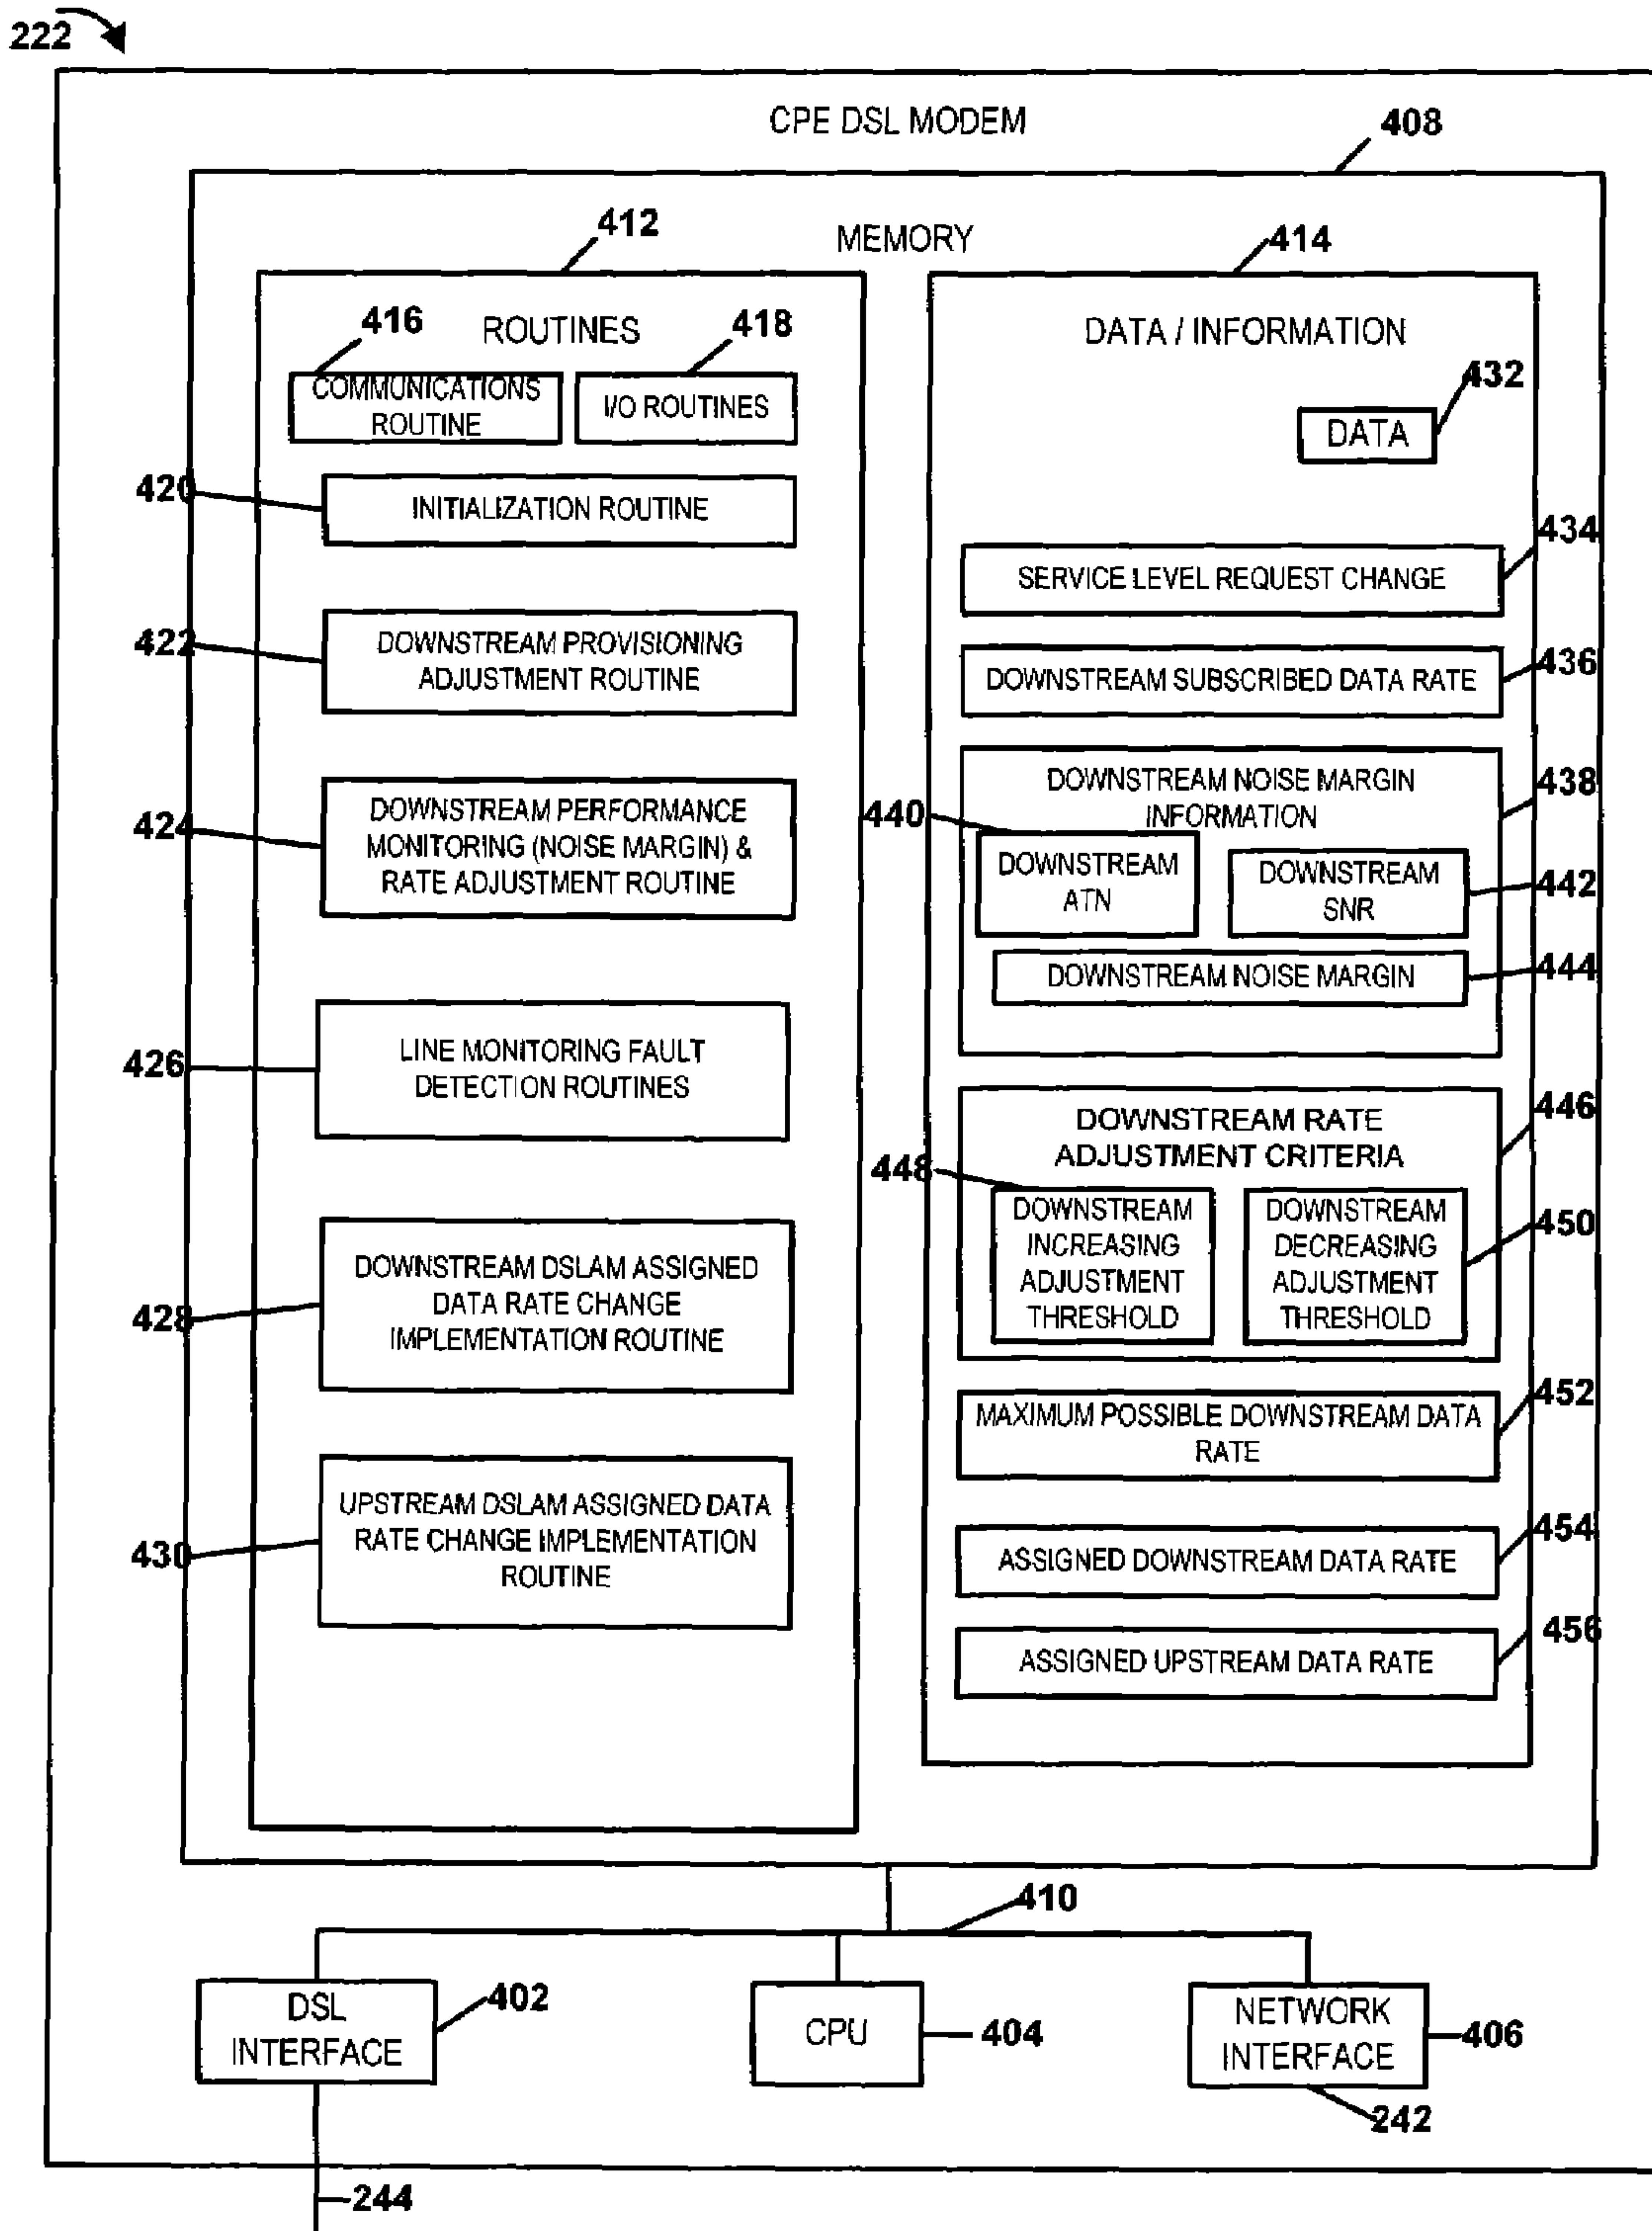 222
CPE DSL MODEM
408
MEMORY
412
414
ROUTINES
416
418
COMMUNICATIONS
ROUTINE
I/O ROUTINES
420
INITIALIZATION ROUTINE
422
DOWNSTREAM PROVISIONING
ADJUSTMENT ROUTINE
424
DOWNSTREAM PERFORMANCE
MONITORING (NOISE MARGIN) &
RATE ADJUSTMENT ROUTINE
426
LINE MONITORING FAULT
DETECTION ROUTINES
428
DOWNSTREAM DSLAM ASSIGNED
DATA RATE CHANGE
IMPLEMENTATION ROUTINE
430
UPSTREAM DSLAM ASSIGNED DATA
RATE CHANGE IMPLEMENTATION
ROUTINE
DATA / INFORMATION
432
DATA
434
SERVICE LEVEL REQUEST CHANGE
436
DOWNSTREAM SUBSCRIBED DATA RATE
438
DOWNSTREAM NOISE MARGIN
INFORMATION
440
DOWNSTREAM
ATN
DOWNSTREAM
SNR
442
DOWNSTREAM NOISE MARGIN
444
446
DOWNSTREAM RATE
ADJUSTMENT CRITERIA
448
DOWNSTREAM
INCREASING
ADJUSTMENT
THRESHOLD
DOWNSTREAM
DECREASING
ADJUSTMENT
THRESHOLD
450
452
MAXIMUM POSSIBLE DOWNSTREAM DATA
RATE
454
ASSIGNED DOWNSTREAM DATA RATE
456
ASSIGNED UPSTREAM DATA RATE
410
DSL
INTERFACE
402
CPU
404
NETWORK
INTERFACE
406
242
244